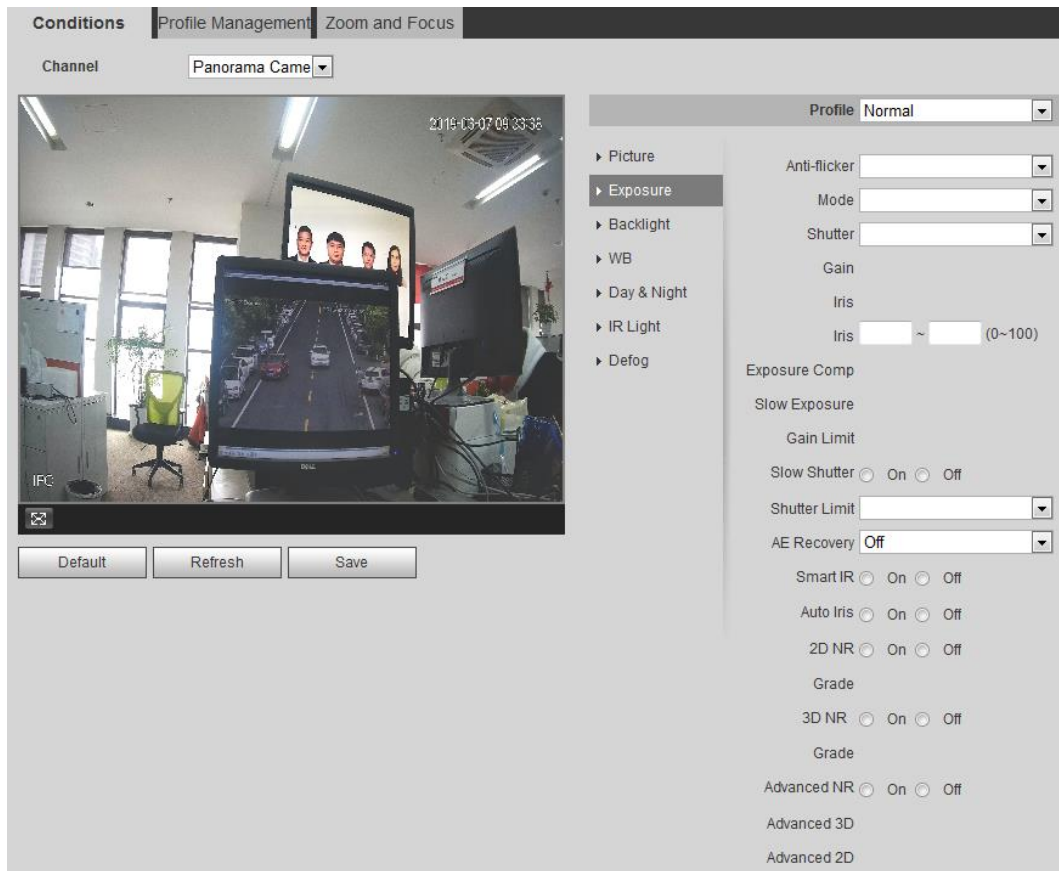 Conditions Profile Management Zoom and Focus
Channel Panorama Came
2019-03-07 09:33:38
IPC
DELL
Default Refresh Save
Profile Normal
Picture
Exposure
Backlight
WB
Day & Night
IR Light
Defog
Anti-flicker
Mode
Shutter
Gain
Iris
Iris ~ (0~100)
Exposure Comp
Slow Exposure
Gain Limit
Slow Shutter On Off
Shutter Limit
AE Recovery Off
Smart IR On Off
Auto Iris On Off
2D NR On Off
Grade
3D NR On Off
Grade
Advanced NR On Off
Advanced 3D
Advanced 2D